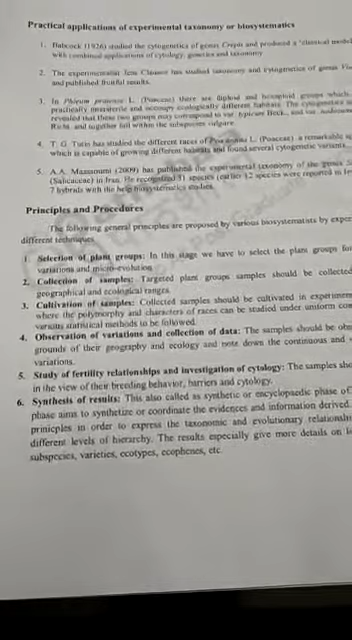 Practical applications of experimental taxonomy or biosystematics
1. Babcock (1926) studied the cytogenetics of genus Crepis and produced a "classical model
with combined applications of cytology, genetics and taxonomy
2. The experimentalist Jens Clausen has studied taxonomy and cytogenetics of genus
and published fruitful results.
3. In Phleum pratense L. (Poaceae) there are diploid and hexaploid groups which
practically intersterile and occupy ecologically different habitats The cytogenetics
revealed that these two groups may correspond to var. typicum Beck., and var.
Richt. and together fall within the subspecies vulgare
4. T. G. Tutin has studied the different races of Poa annua L. (Poaceae) a remarkable
which is capable of growing different habitats and found several cytogenetic variants.
5. A.A. Maassoumi (2009) has published the experimental taxonomy of the genus
(Salicaceae) in Iran. He recognized 31 species (earlier 12 species were reported in
7 hybrids with the help biosystematics studies.
Principles and Procedures
The following general principles are proposed by various biosystematists by
different techniques.
1. Selection of plant groups: In this stage we have to select the plant groups for
variations and micro-evolution
2. Collection of samples: Targeted plant groups samples should be collected
geographical and ecological ranges.
3. Cultivation of samples: Collected samples should be cultivated in
where the polymorphy and characters of races can be studied under uniform
various statistical methods to be followed.
4. Observation of variations and collection of data: The samples should be
grounds of their geography and ecology and note down the continuous and
variations.
5. Study of fertility relationships and investigation of cytology: The samples
in the view of their breeding behavior, barriers and cytology.
6. Synthesis of results: This also called as synthetic or encyclopaedic phase of
phase aims to synthetize or coordinate the evidences and information derived.
principles in order to express the taxonomic and evolutionary
different levels of hierarchy. The results especially give more details on
subspecies, varieties, ecotypes, ecophenes, etc.